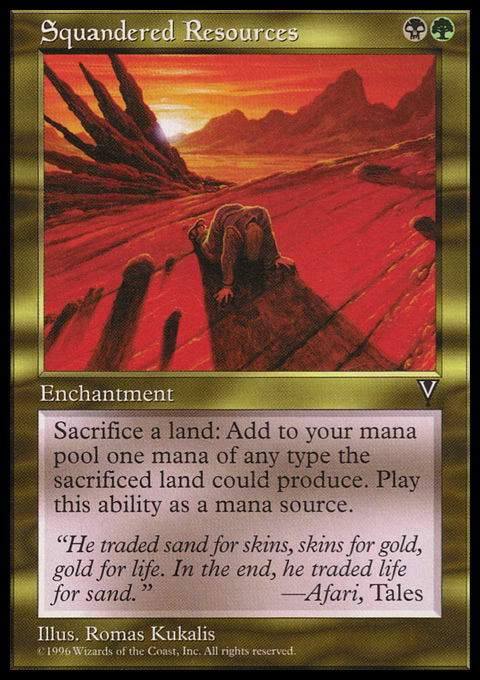 Squandered Resources
Enchantment
V
Sacrifice a land: Add to your mana
pool one mana of any type the
sacrificed land could produce. Play
this ability as a mana source.
“He traded sand for skins, skins for gold,
gold for life. In the end, he traded life
for sand.” —Afari, Tales
Illus. Romas Kukalis
©1996 Wizards of the Coast, Inc. All rights reserved.